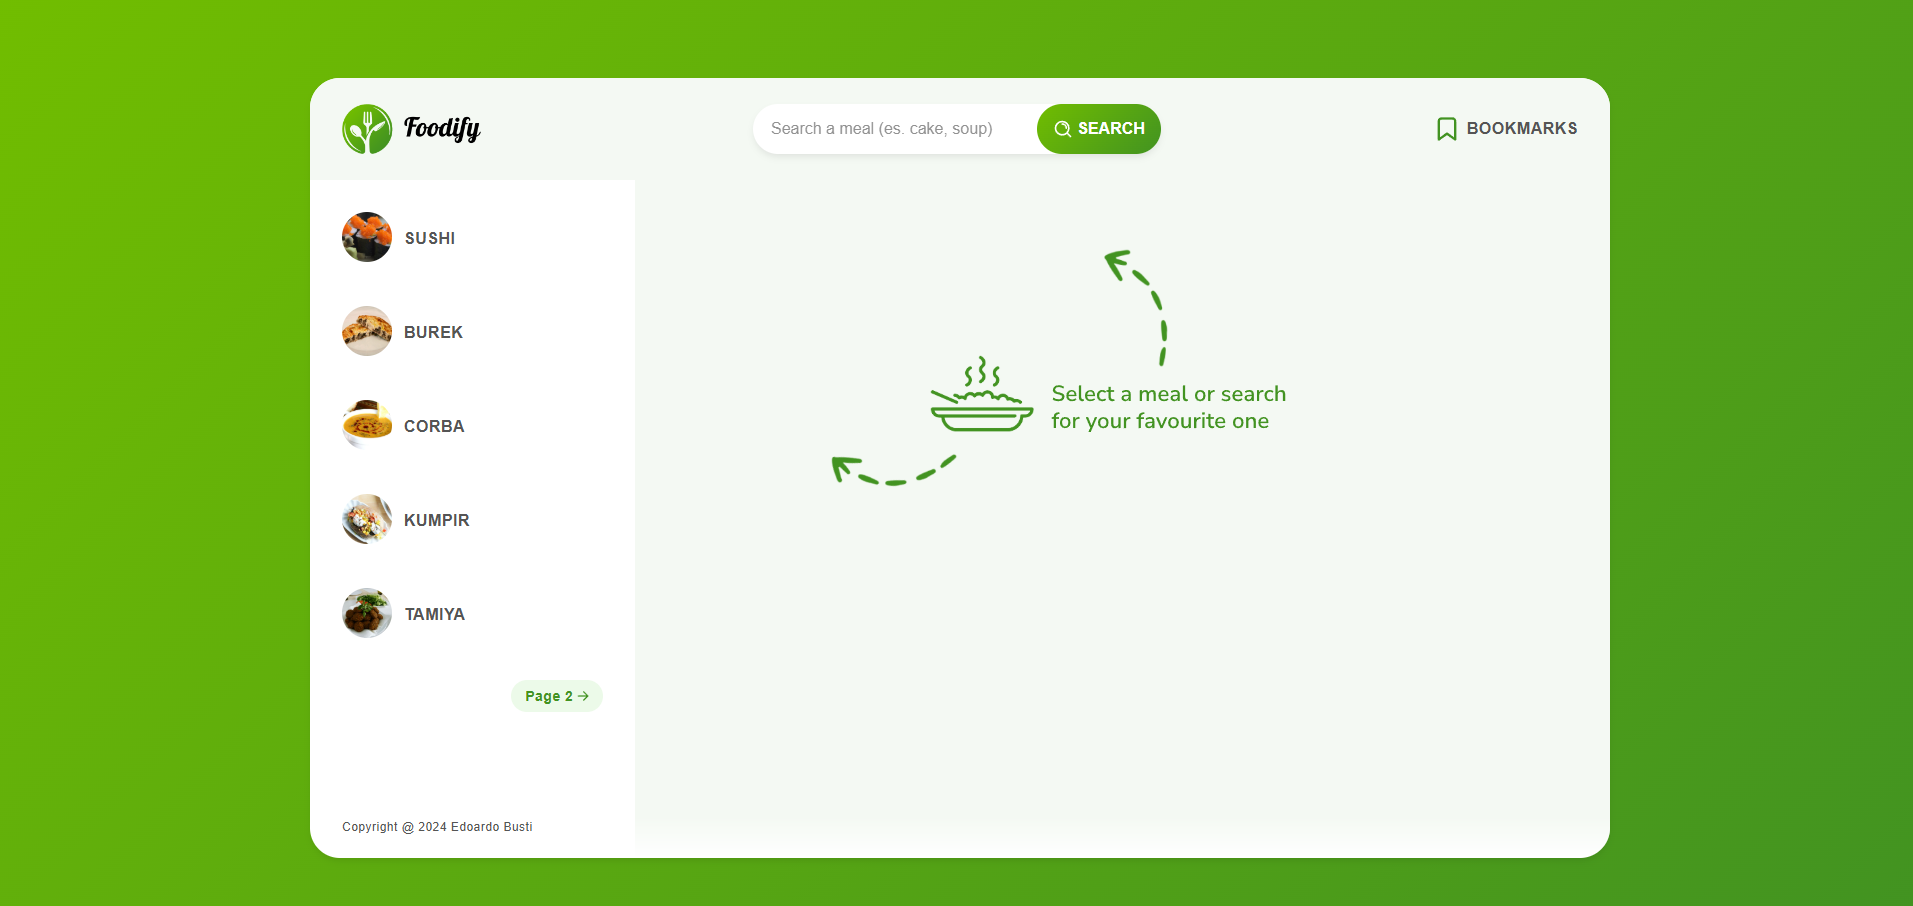 Foodify
Search a meal (es. cake, soup)
SEARCH
BOOKMARKS
SUSHI
BUREK
CORBA
KUMPIR
TAMIYA
Page 2
Copyright @ 2024 Edoardo Busti
Select a meal or search
for your favourite one